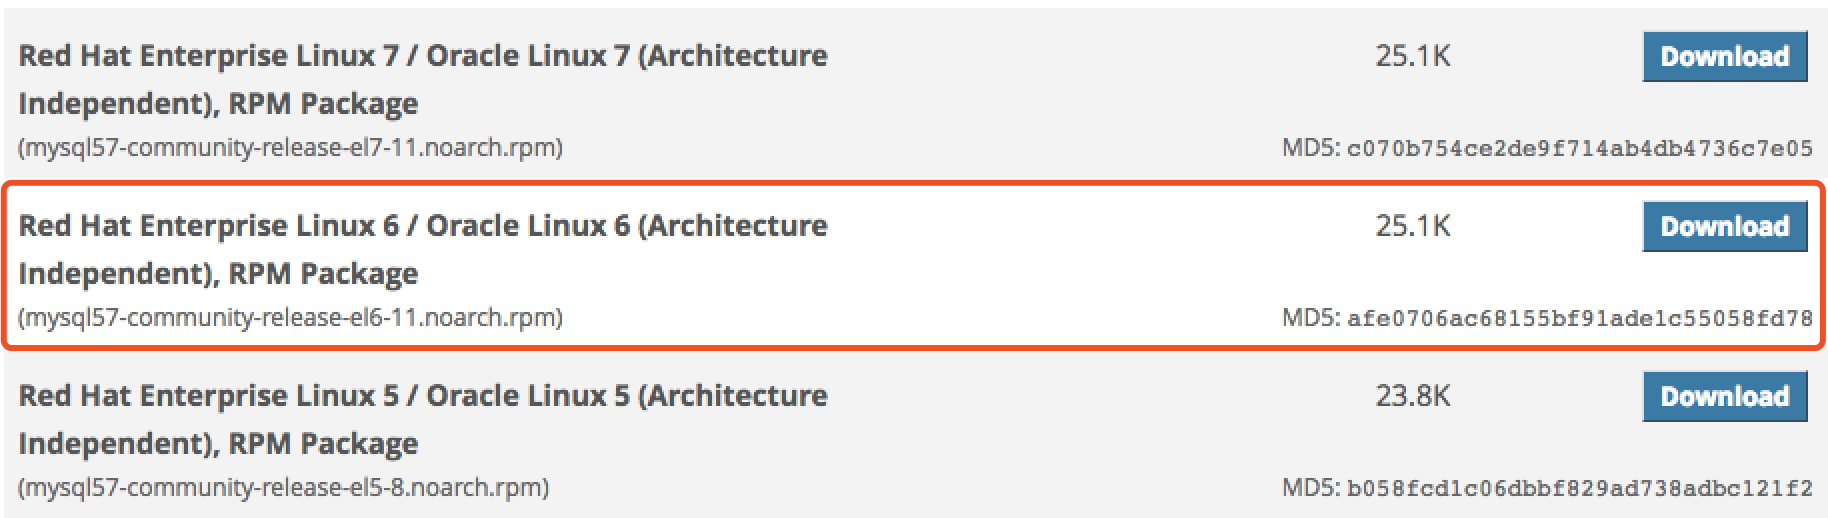 Red Hat Enterprise Linux 7 / Oracle Linux 7 (Architecture
Independent), RPM Package
25.1K
Download
(mysql57-community-release-el7-11.noarch.rpm)
MD5: c070b754ce2de9f714ab4db4736c7e05
Red Hat Enterprise Linux 6 / Oracle Linux 6 (Architecture
Independent), RPM Package
25.1K
Download
(mysql57-community-release-el6-11.noarch.rpm)
MD5: afe0706ac68155bf91ade1c55058fd78
Red Hat Enterprise Linux 5 / Oracle Linux 5 (Architecture
Independent), RPM Package
23.8K
Download
(mysql57-community-release-el5-8.noarch.rpm)
MD5: b058fcd1c06dbbf829ad738adbc121f2